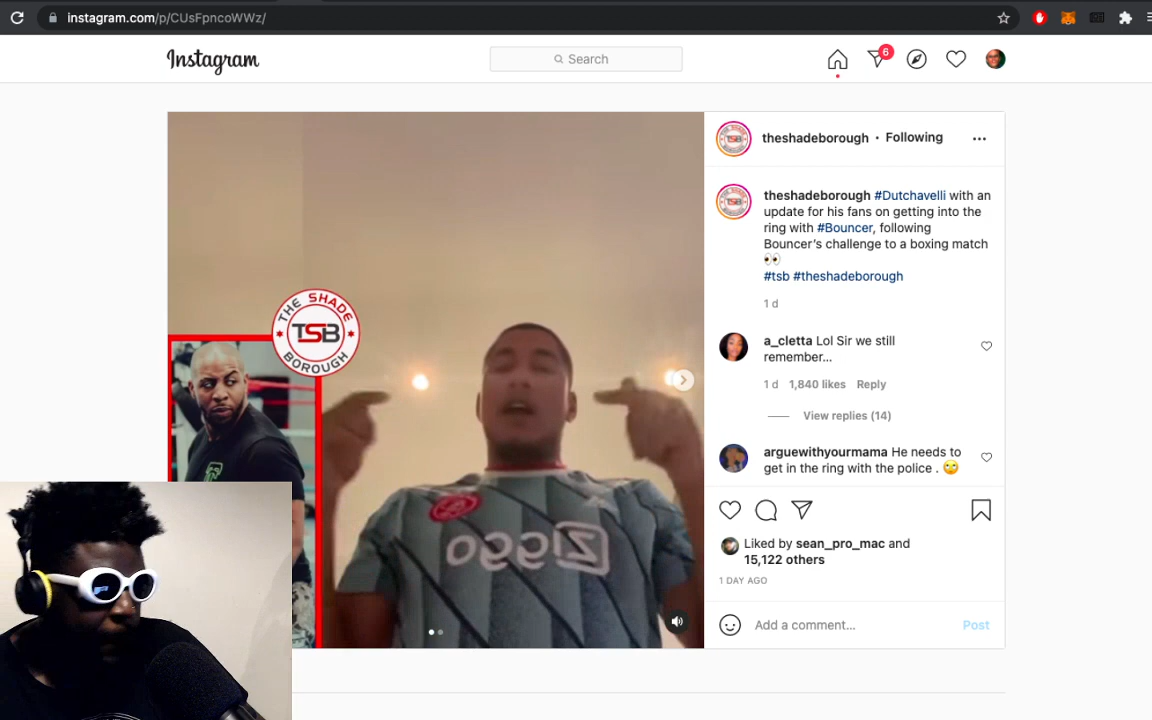 instagram.com/p/CUsFpncoWWz/
Instagram
Search
6
theshadeborough • Following
theshadeborough #Dutchavelli with an
update for his fans on getting into the
ring with #Bouncer, following
Bouncer's challenge to a boxing match
👀
#tsb #theshadeborough
1 d
a_cletta Lol Sir we still
remember...
1 d 1,840 likes Reply
View replies (14)
arguewithyourmama He needs to
get in the ring with the police . 🙄
Liked by sean_pro_mac and
15,122 others
1 DAY AGO
Add a comment... Post
THE SHADE
TSB
BOROUGH
ziggo